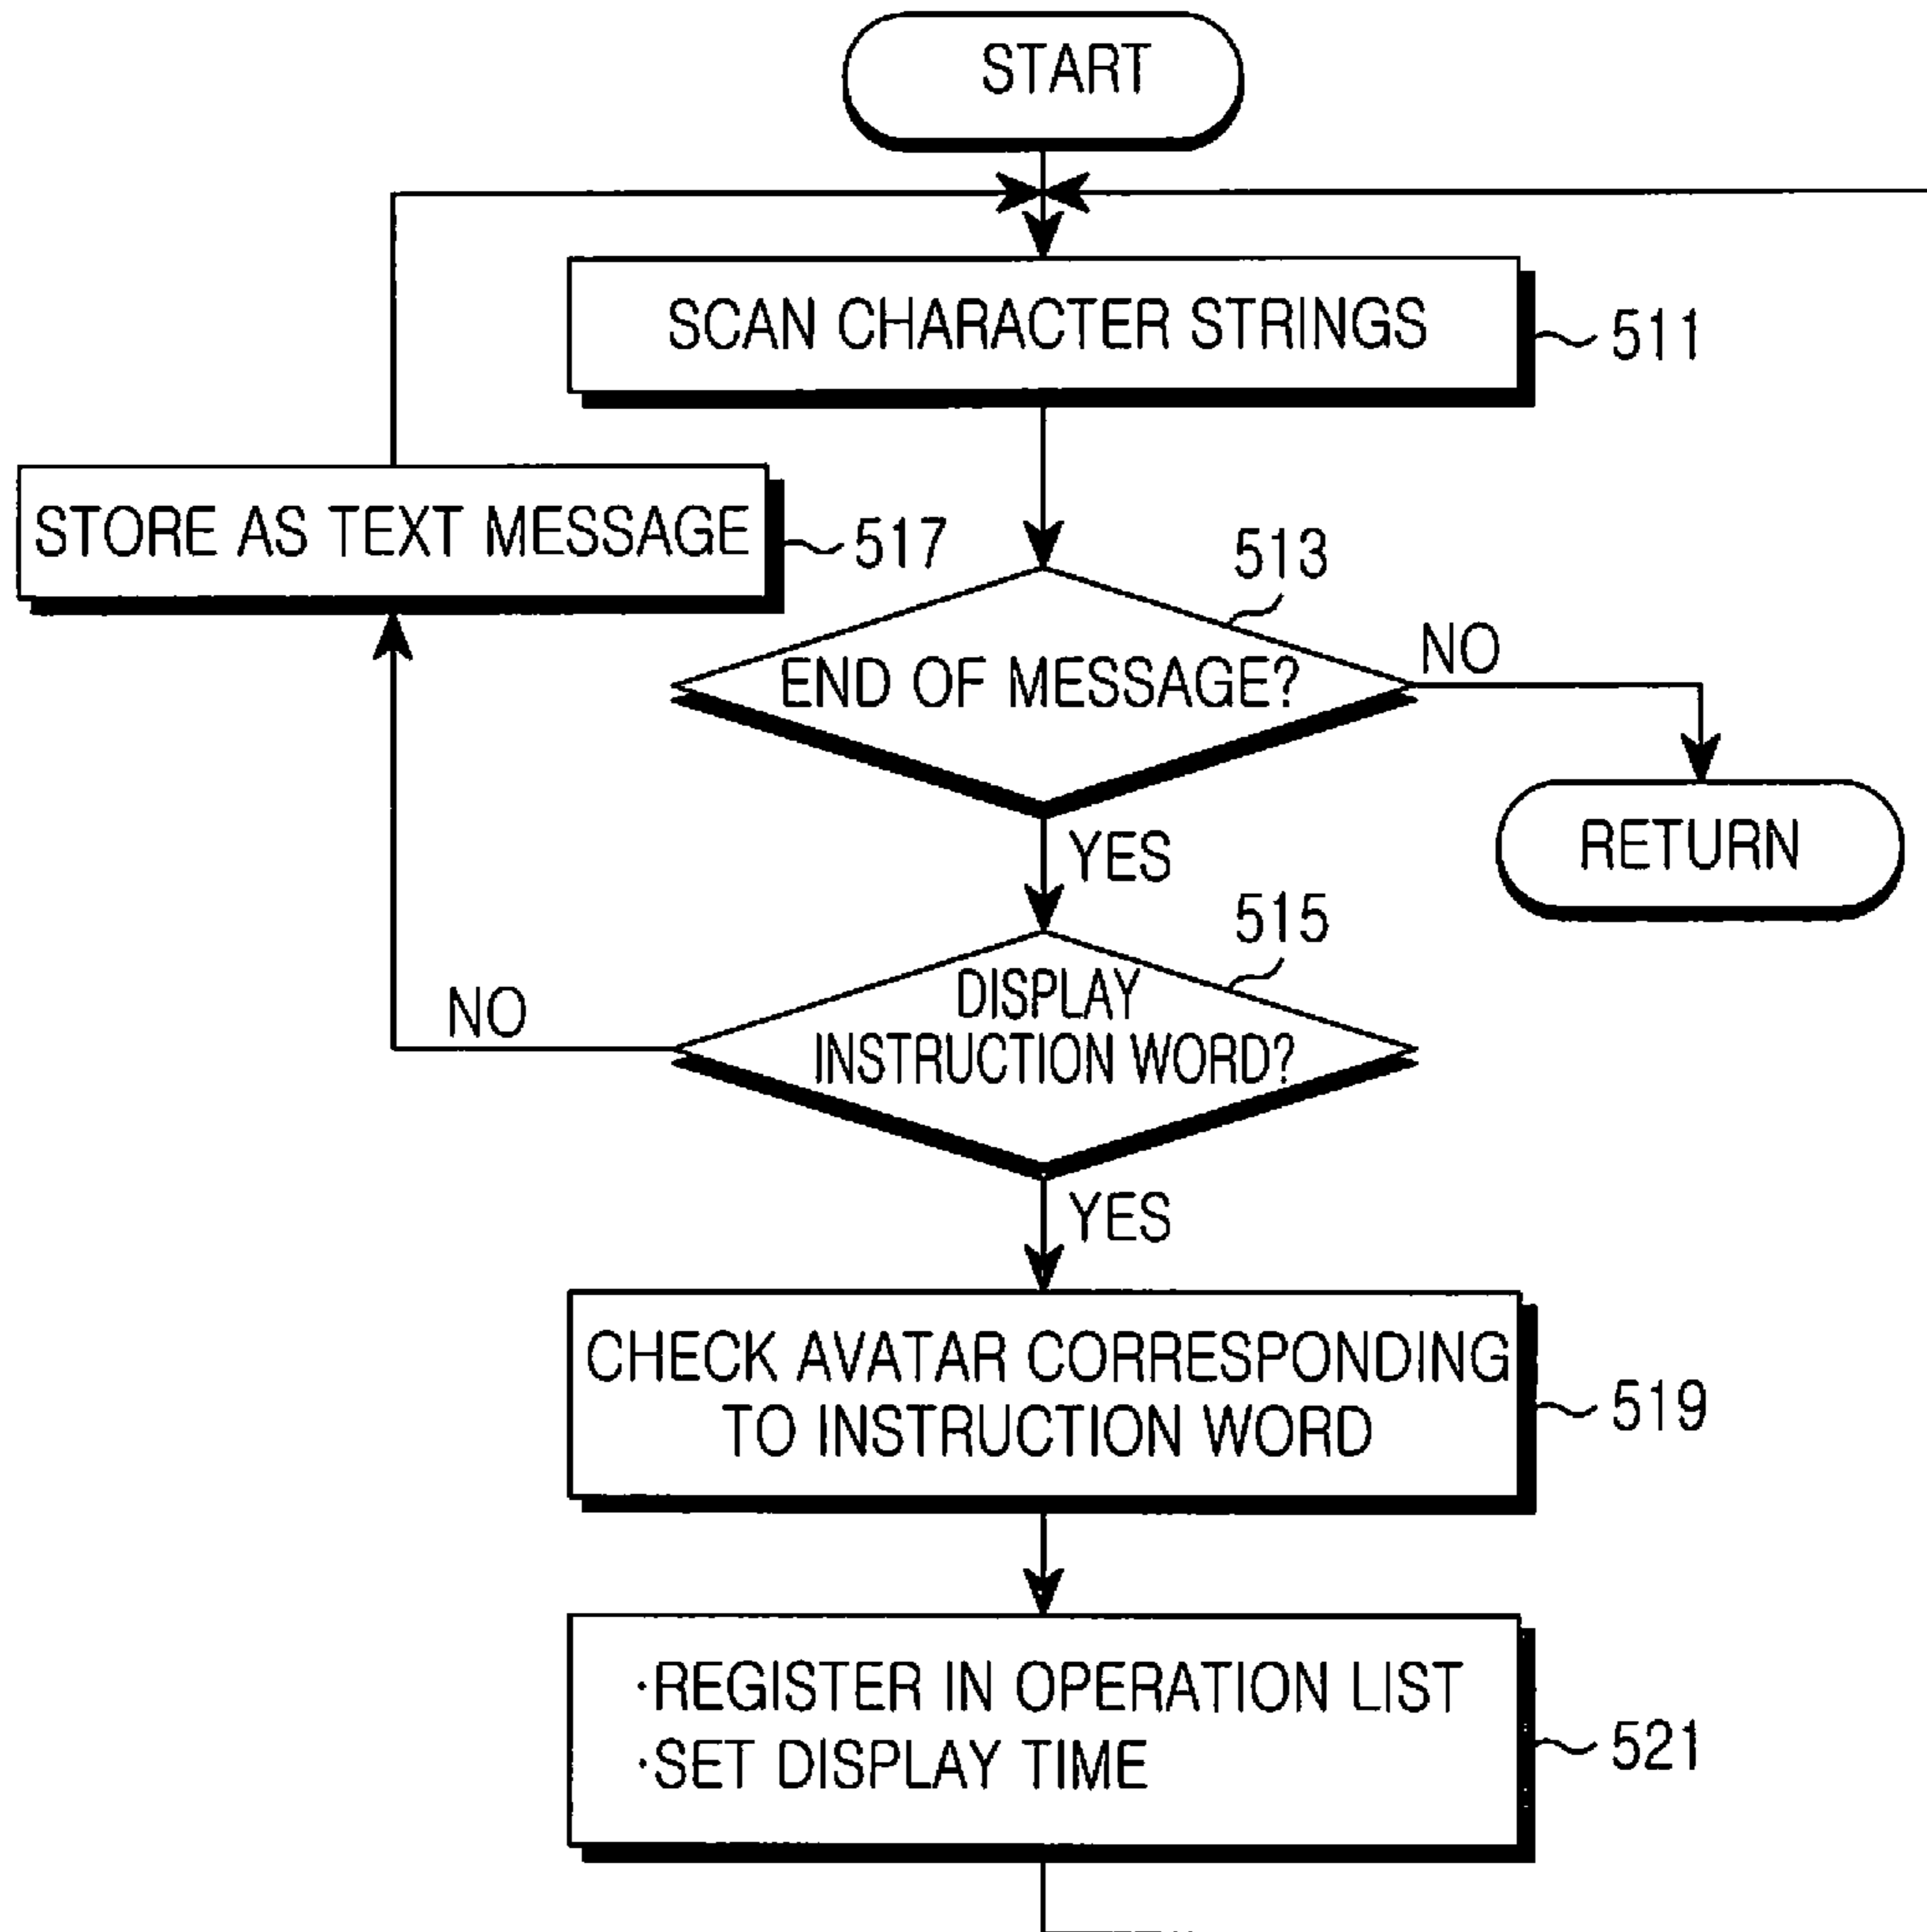 START
SCAN CHARACTER STRINGS
511
STORE AS TEXT MESSAGE
517
513
END OF MESSAGE?
NO
RETURN
YES
515
DISPLAY
INSTRUCTION WORD?
NO
YES
CHECK AVATAR CORRESPONDING
TO INSTRUCTION WORD
519
·REGISTER IN OPERATION LIST
·SET DISPLAY TIME
521